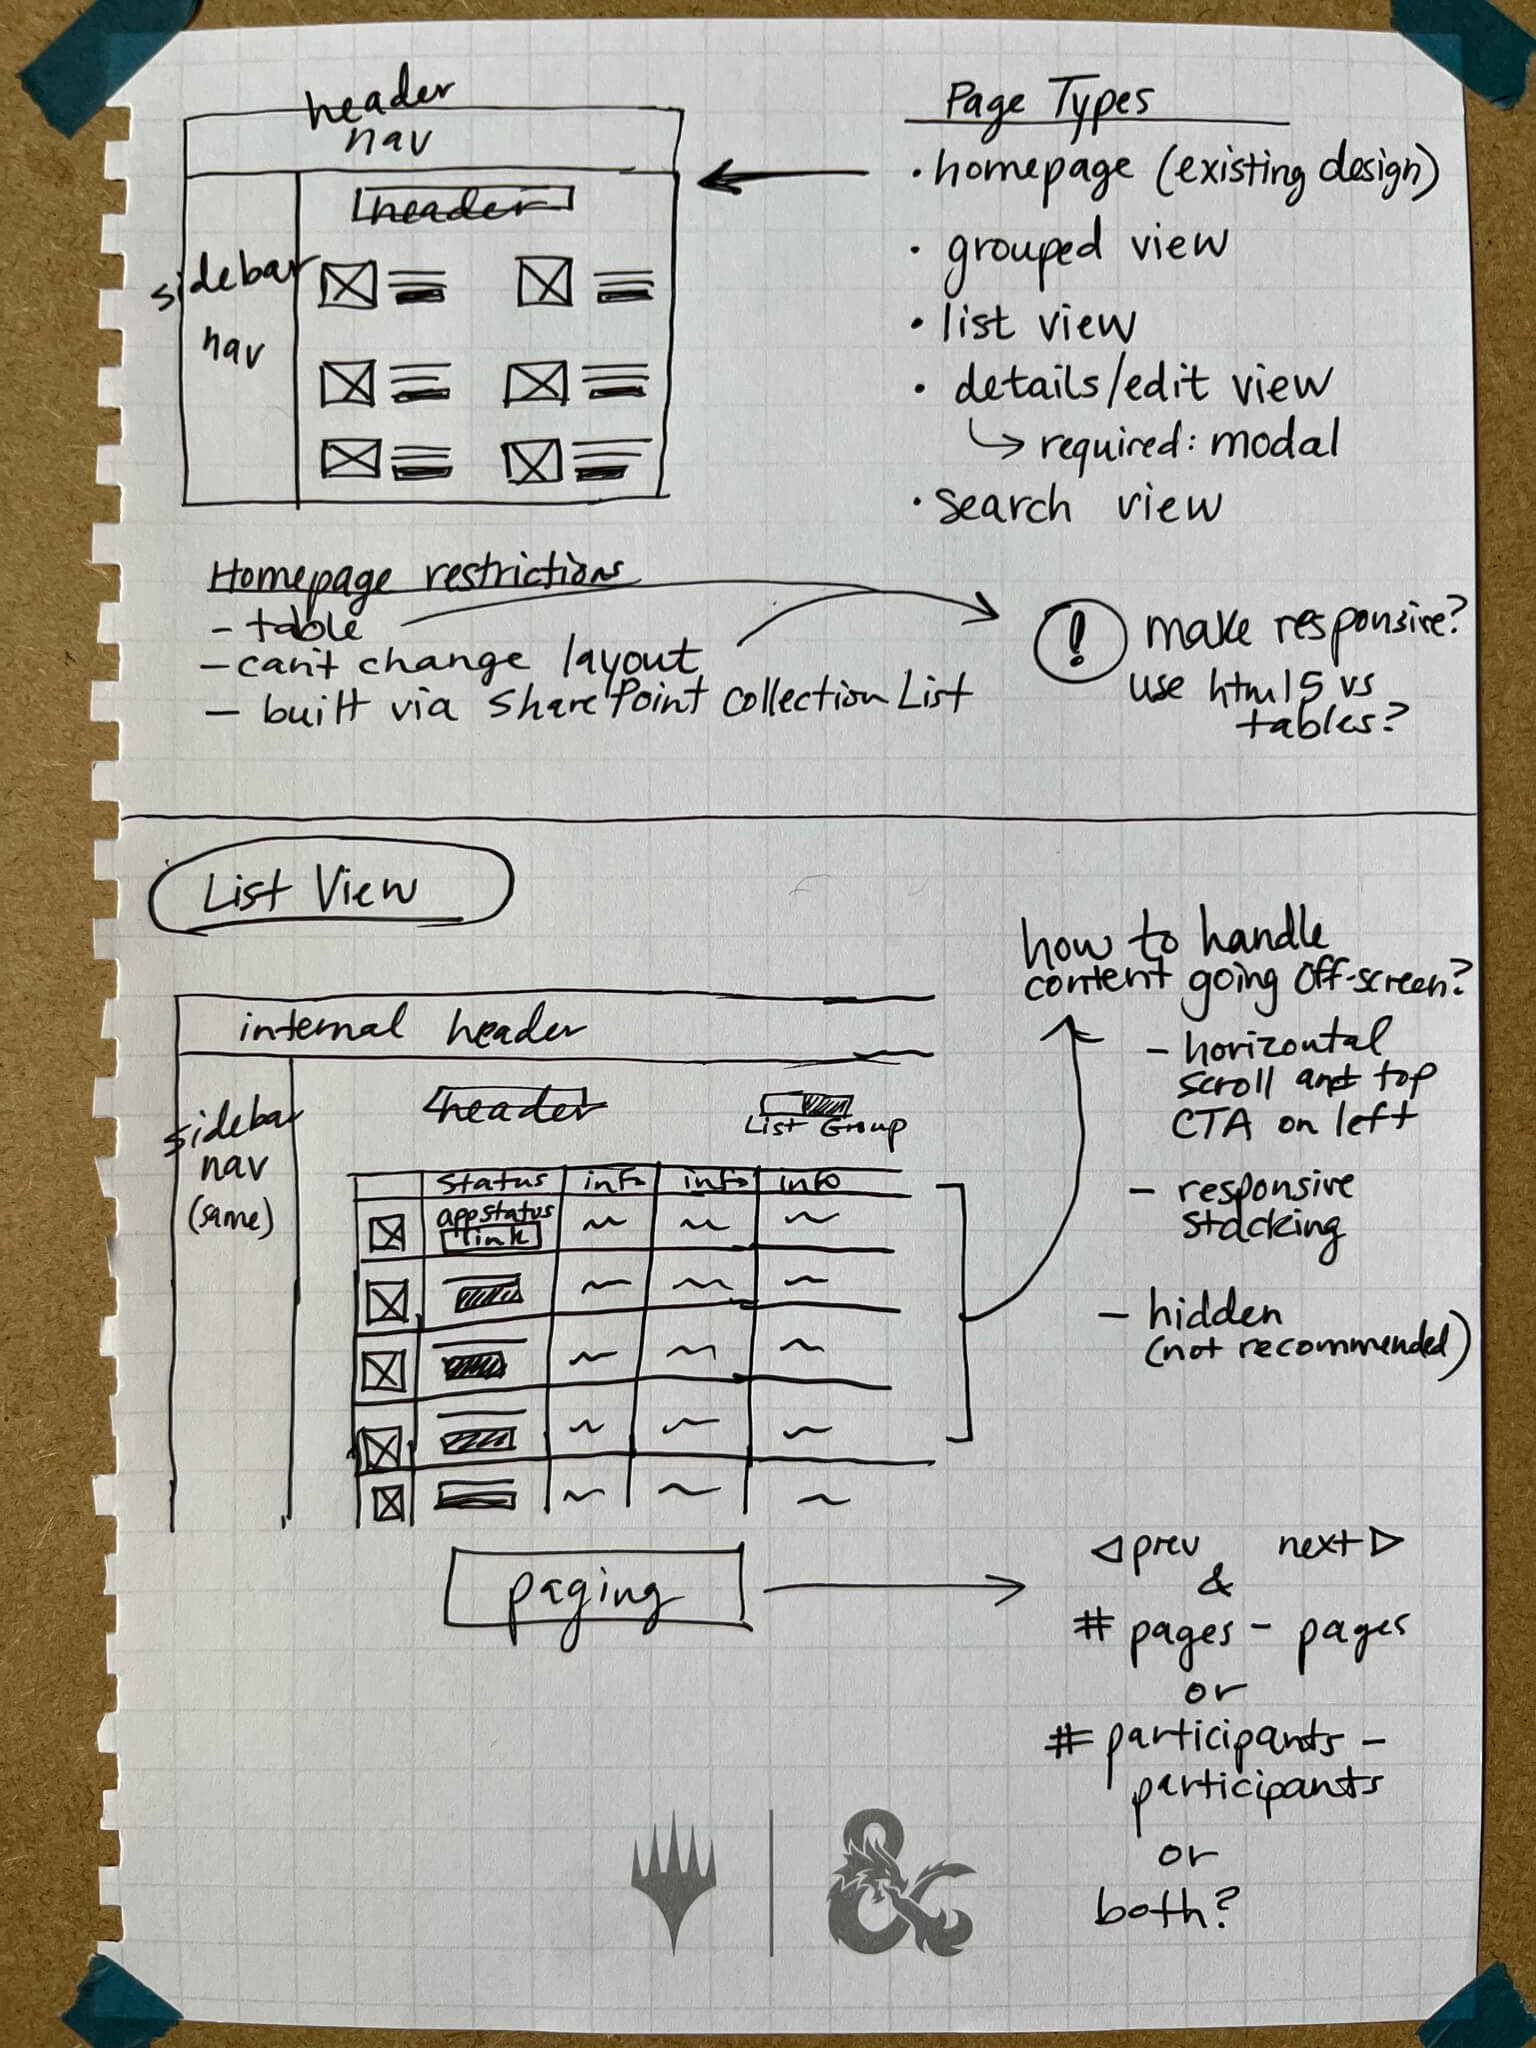 header
nav
header
sidebar
nav
Page Types
• homepage (existing design)
• grouped view
• list view
• details/edit view
↳ required: modal
• search view
Homepage restrictions
- table
- can't change layout
- built via SharePoint Collection List
! make responsive?
use html5 vs
tables?
List View
internal header
sidebar
nav
(same)
header
List Group
status info info info
app status
link
how to handle
content going off-screen?
- horizontal
scroll and top
CTA on left
- responsive
stacking
- hidden
(not recommended)
paging
◁ prev next ▷
&
# pages - pages
or
# participants -
participants
or
both?